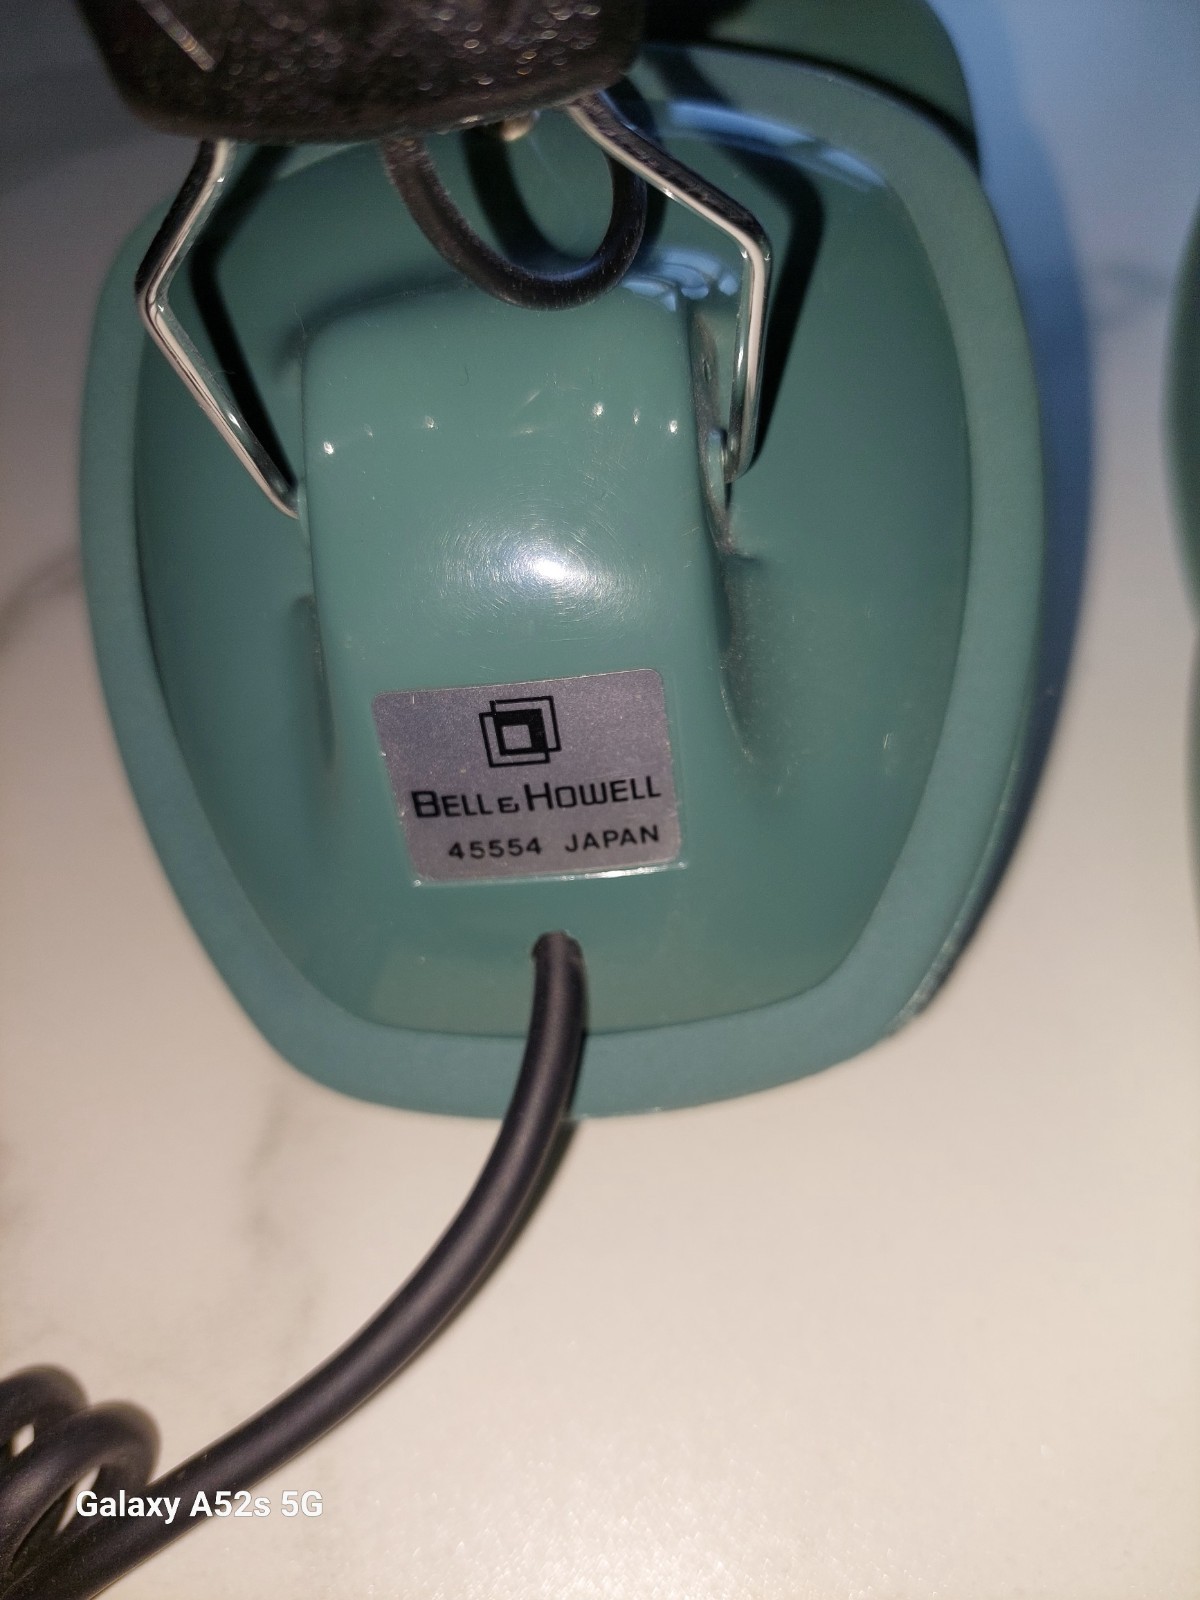 BELL & HOWELL
45554 JAPAN
Galaxy A52s 5G